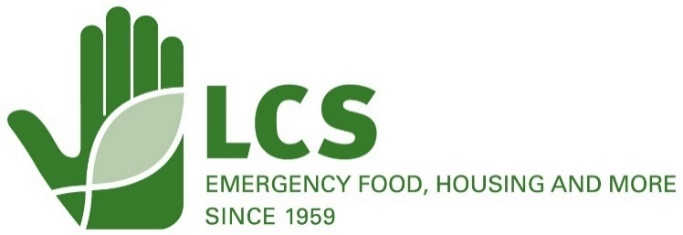 LCS
EMERGENCY FOOD, HOUSING AND MORE
SINCE 1959